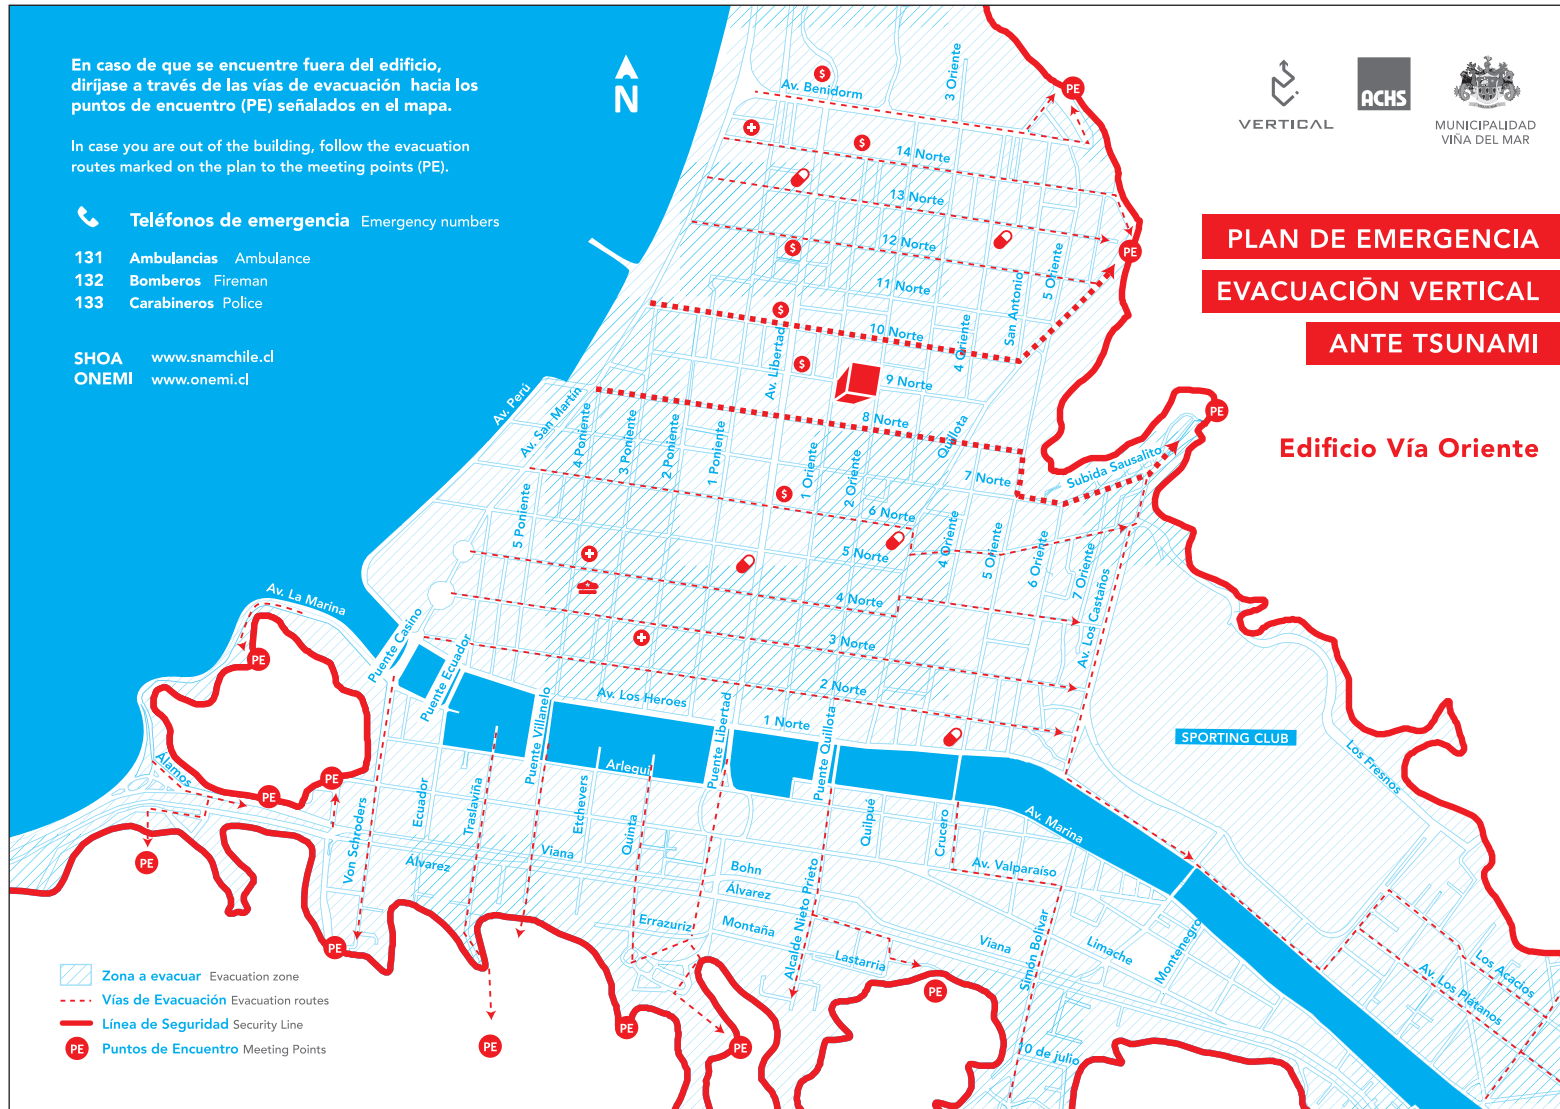 En caso de que se encuentre fuera del edificio,
diríjase a través de las vías de evacuación hacia los
puntos de encuentro (PE) señalados en el mapa.
In case you are out of the building, follow the evacuation
routes marked on the plan to the meeting points (PE).
Teléfonos de emergencia Emergency numbers
131 Ambulancias Ambulance
132 Bomberos Fireman
133 Carabineros Police
SHOA www.snamchile.cl
ONEMI www.onemi.cl
N
VERTICAL
ACHS
MUNICIPALIDAD
VIÑA DEL MAR
PLAN DE EMERGENCIA
EVACUACIÓN VERTICAL
ANTE TSUNAMI
Edificio Vía Oriente
Av. Benidorm
3 Oriente
PE
$
$
14 Norte
13 Norte
12 Norte
PE
$
11 Norte
San Antonio
5 Oriente
$
10 Norte
4 Oriente
Av. Libertad
$
9 Norte
8 Norte
Quillota
7 Norte
Subida Sausalito
PE
Av. Perú
Av. San Martín
4 Poniente
3 Poniente
2 Poniente
1 Poniente
1 Oriente
2 Oriente
$
6 Norte
5 Poniente
5 Norte
4 Oriente
5 Oriente
6 Oriente
7 Oriente
4 Norte
Av. Los Castaños
3 Norte
2 Norte
1 Norte
Av. La Marina
PE
Puente Casino
Puente Ecuador
Av. Los Heroes
Puente Villanelo
Puente Libertad
Puente Quillota
SPORTING CLUB
Los Fresnos
Arlegui
Álamos
PE
PE
PE
Von Schroders
Ecuador
Traslaviña
Etchevers
Quinta
Quilpué
Crucero
Av. Marina
Viana
Álvarez
Bohn
Álvarez
Av. Valparaíso
Errazuriz
Montaña
Alcalde Nieto Prieto
Lastarria
Viana
Simón Bolívar
Limache
Montenegro
Los Acacios
Av. Los Plátanos
10 de julio
PE
PE
PE
PE
PE
Zona a evacuar Evacuation zone
Vías de Evacuación Evacuation routes
Línea de Seguridad Security Line
PE Puntos de Encuentro Meeting Points